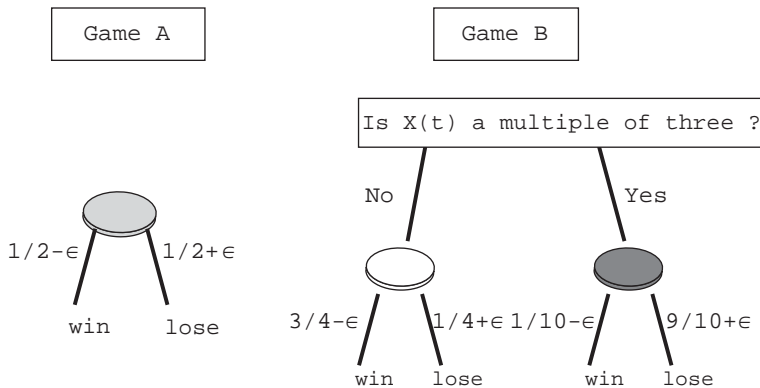 Game A
Game B
Is X(t) a multiple of three ?
No
Yes
1/2-∈
1/2+∈
win
lose
3/4-∈
1/4+∈
1/10-∈
9/10+∈
win
lose
win
lose